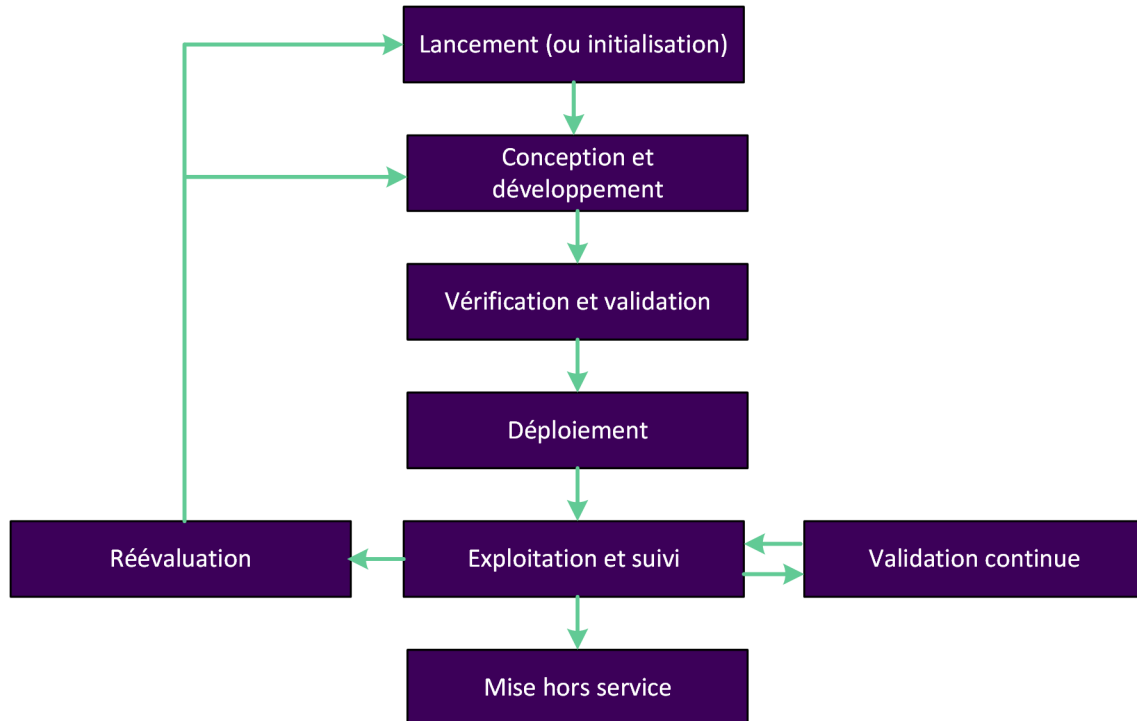 Lancement (ou initialisation)
Conception et
développement
Vérification et validation
Déploiement
Réévaluation
Exploitation et suivi
Validation continue
Mise hors service